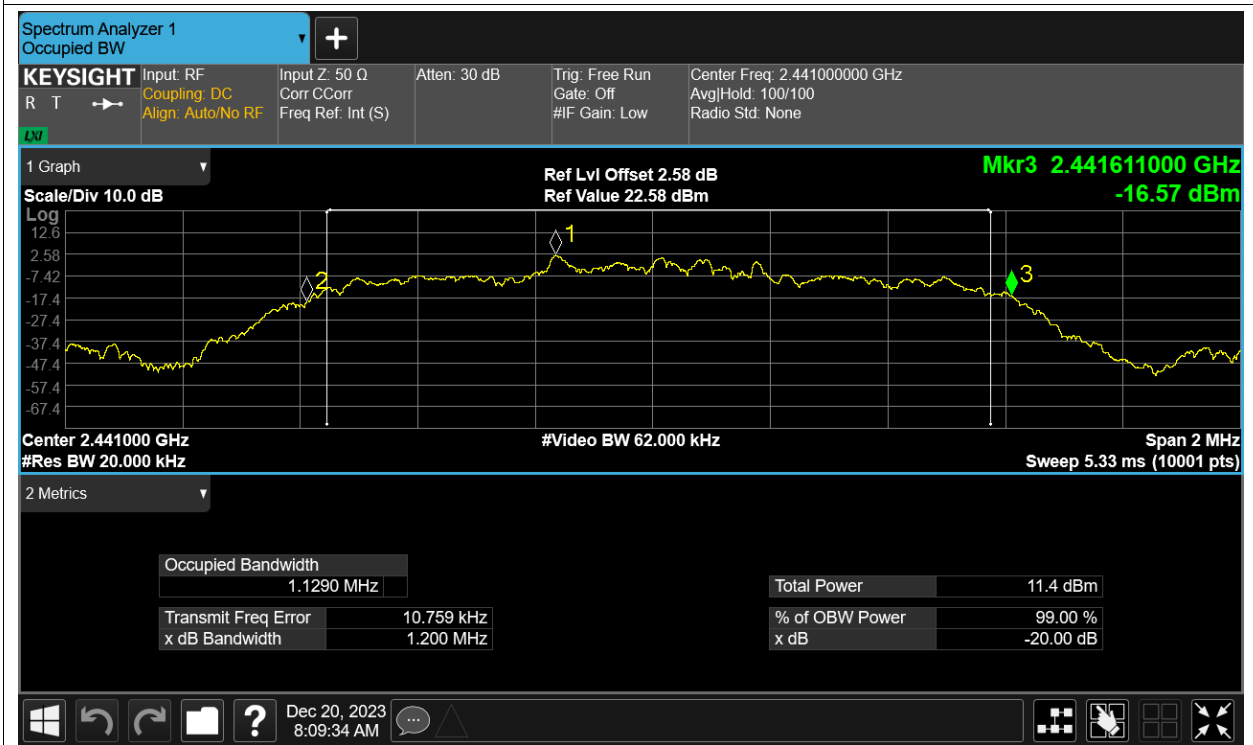 Spectrum Analyzer 1
Occupied BW
KEYSIGHT
R T
LXI
Input: RF
Coupling: DC
Align: Auto/No RF
Input Z: 50 Ω
Corr CCorr
Freq Ref: Int (S)
Atten: 30 dB
Trig: Free Run
Gate: Off
#IF Gain: Low
Center Freq: 2.441000000 GHz
Avg|Hold: 100/100
Radio Std: None
1 Graph
Scale/Div 10.0 dB
Ref Lvl Offset 2.58 dB
Ref Value 22.58 dBm
Mkr3 2.441611000 GHz
-16.57 dBm
Log
12.6
2.58
-7.42
-17.4
-27.4
-37.4
-47.4
-57.4
-67.4
1
2
3
Center 2.441000 GHz
#Video BW 62.000 kHz
Span 2 MHz
#Res BW 20.000 kHz
Sweep 5.33 ms (10001 pts)
2 Metrics
Occupied Bandwidth
1.1290 MHz
Transmit Freq Error 10.759 kHz
x dB Bandwidth 1.200 MHz
Total Power 11.4 dBm
% of OBW Power 99.00 %
x dB -20.00 dB
?
Dec 20, 2023
8:09:34 AM